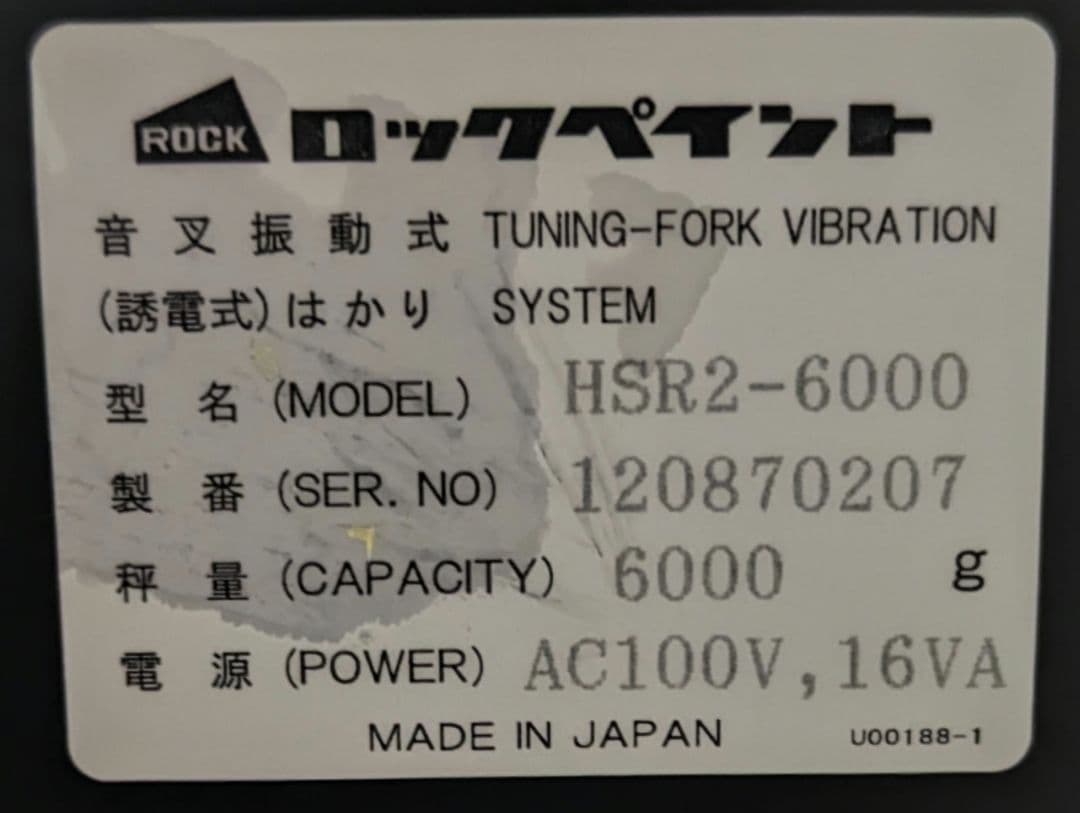 ROCK ロックペイント
音叉振動式 TUNING-FORK VIBRATION
(誘電式)はかり SYSTEM
型名 (MODEL) HSR2-6000
製番 (SER. NO) 120870207
秤量 (CAPACITY) 6000 g
電源 (POWER) AC100V, 16VA
MADE IN JAPAN U00188-1